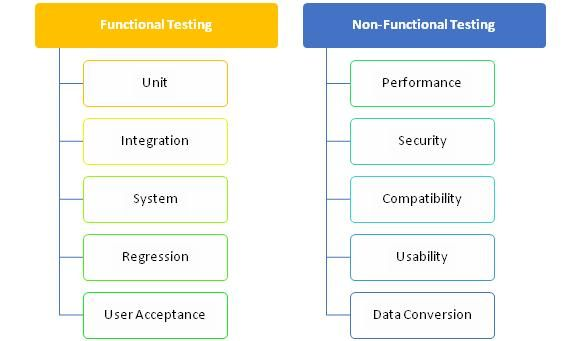 Functional Testing
Unit
Integration
System
Regression
User Acceptance
Non-Functional Testing
Performance
Security
Compatibility
Usability
Data Conversion